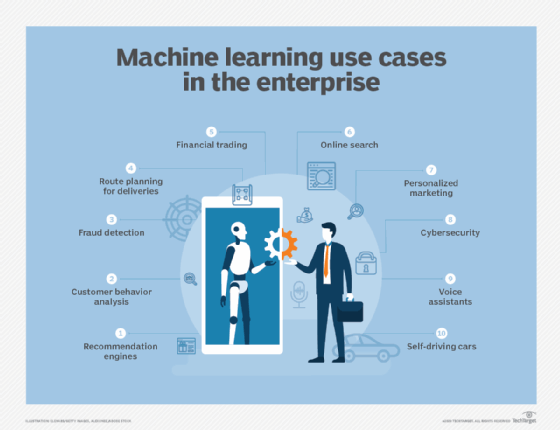 Machine learning use cases
in the enterprise
5
Financial trading
6
Online search
4
Route planning
for deliveries
7
Personalized
marketing
3
Fraud detection
8
Cybersecurity
2
Customer behavior
analysis
9
Voice
assistants
1
Recommendation
engines
10
Self-driving cars
TechTarget